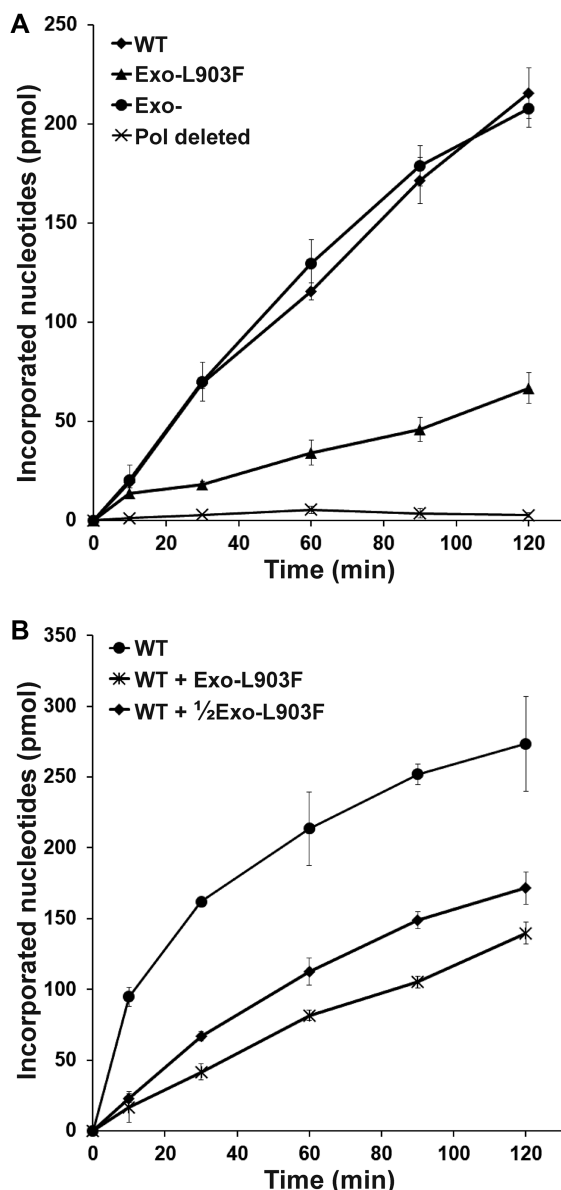 A
250
200
150
100
50
0
WT
Exo-L903F
Exo-
Pol deleted
Incorporated nucleotides (pmol)
0 20 40 60 80 100 120
Time (min)
B
350
300
250
200
150
100
50
0
WT
WT + Exo-L903F
WT + ½Exo-L903F
Incorporated nucleotides (pmol)
0 20 40 60 80 100 120
Time (min)